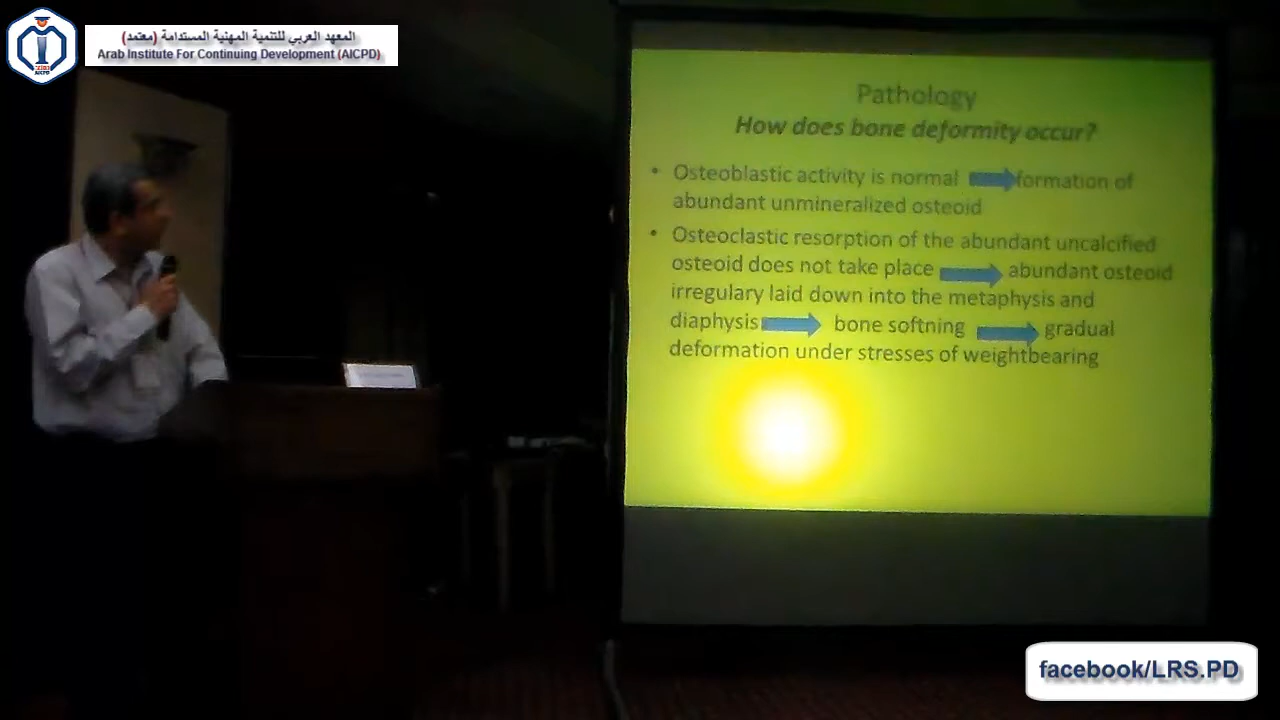 المعهد العربي للتنمية المهنية المستدامة (معتمد)
Arab Institute For Continuing Development (AICPD)
AICPD
Pathology
How does bone deformity occur?
• Osteoblastic activity is normal formation of
abundant unmineralized osteoid
• Osteoclastic resorption of the abundant uncalcified
osteoid does not take place abundant osteoid
irregulary laid down into the metaphysis and
diaphysis bone softning gradual
deformation under stresses of weightbearing
facebook/LRS.PD